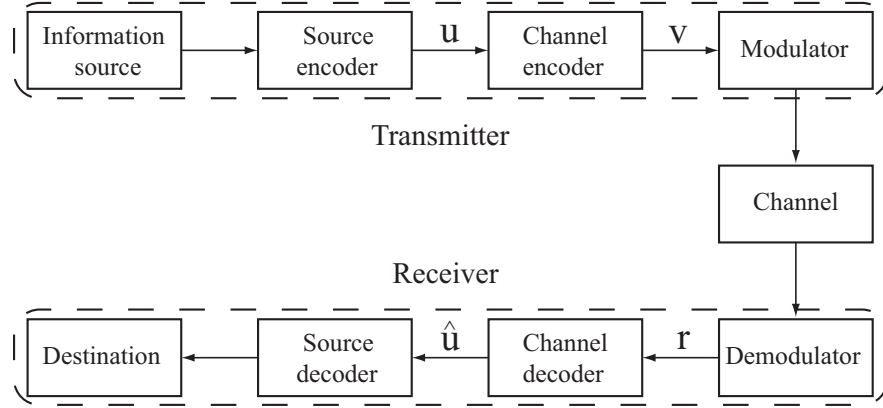 Information
source
Source
encoder
u
Channel
encoder
v
Modulator
Transmitter
Channel
Receiver
Destination
Source
decoder
û
Channel
decoder
r
Demodulator